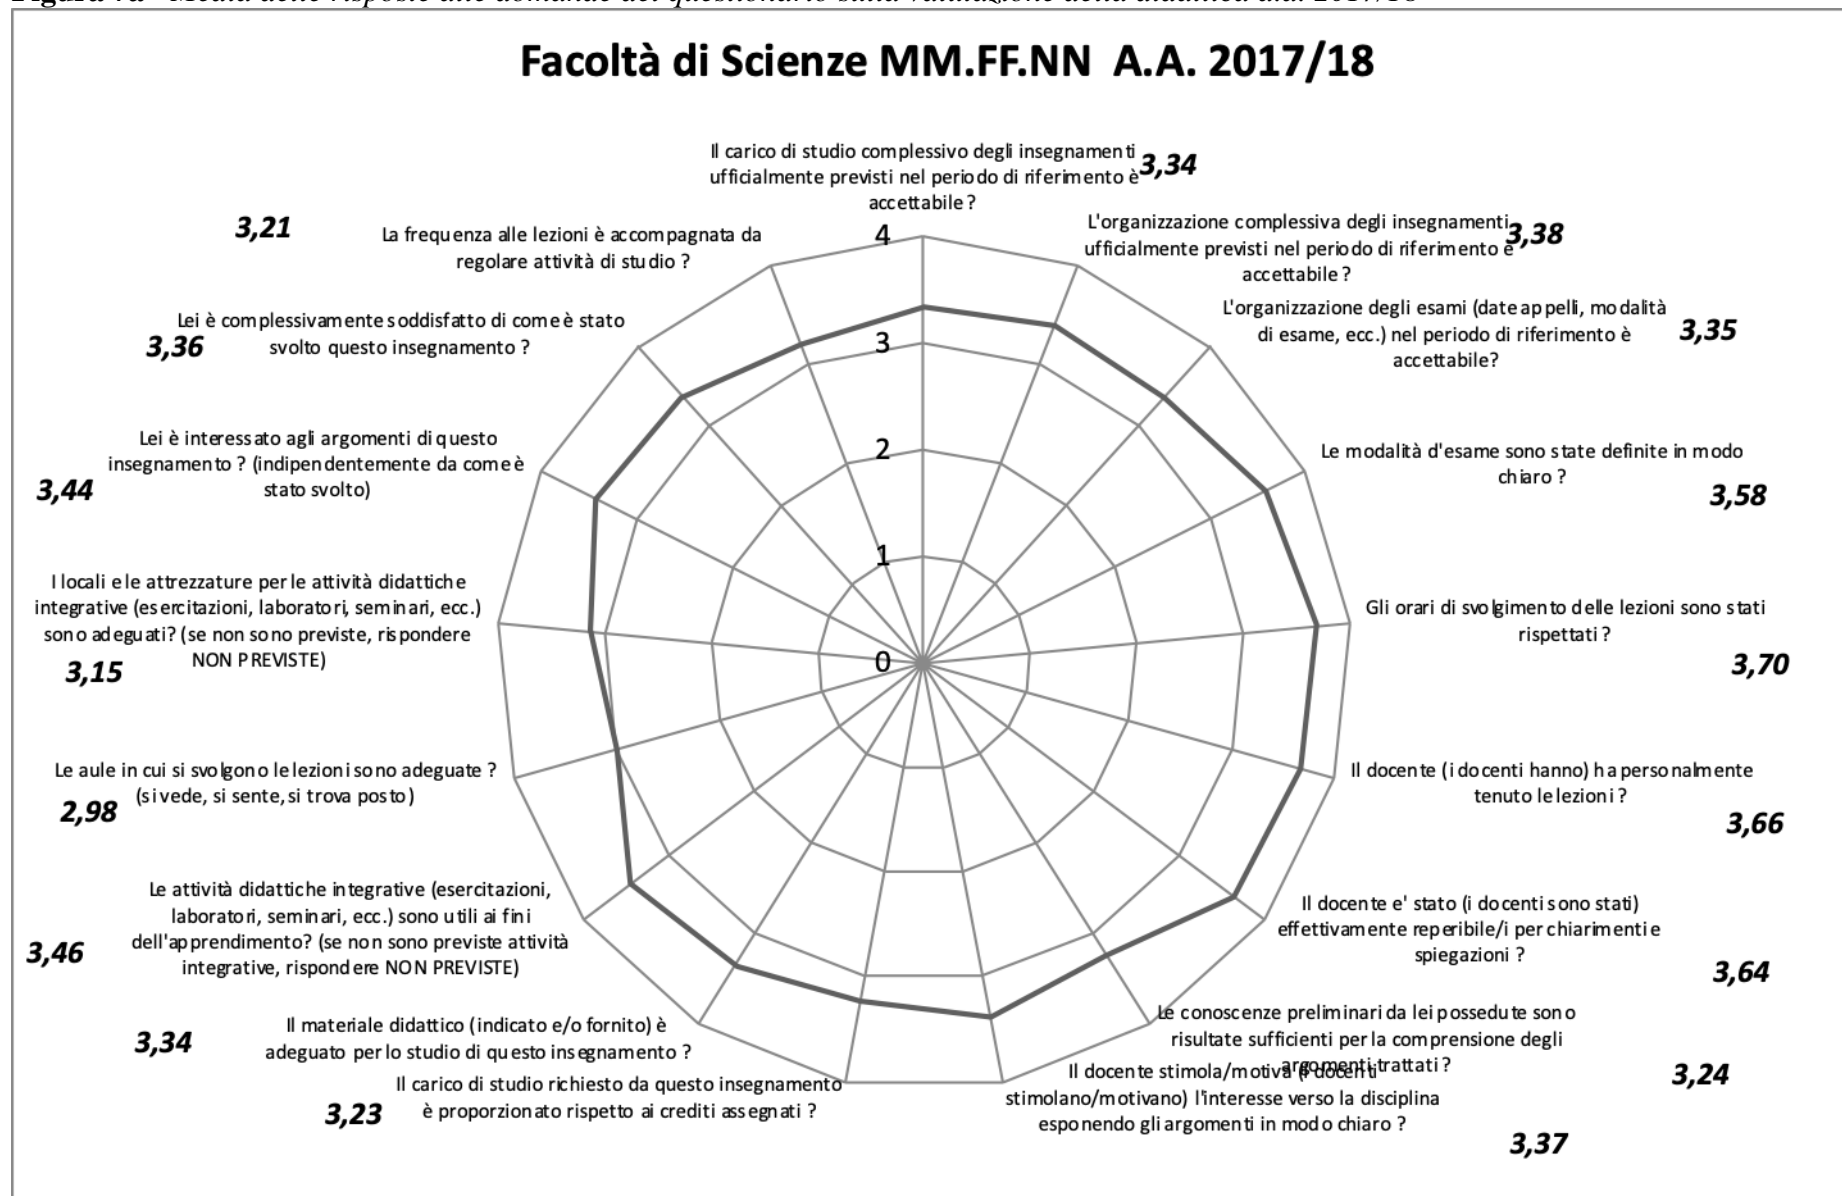 Facoltà di Scienze MM.FF.NN A.A. 2017/18
Il carico di studio complessivo degli insegnamenti
ufficialmente previsti nel periodo di riferimento è
accettabile ?
3,34
L'organizzazione complessiva degli insegnamenti
ufficialmente previsti nel periodo di riferimento è
accettabile ?
3,38
L'organizzazione degli esami (date appelli, modalità
di esame, ecc.) nel periodo di riferimento è
accettabile?
3,35
Le modalità d'esame sono state definite in modo
chiaro ?
3,58
Gli orari di svolgimento delle lezioni sono stati
rispettati ?
3,70
Il docente (i docenti hanno) ha personalmente
tenuto le lezioni ?
3,66
Il docente e' stato (i docenti sono stati)
effettivamente reperibile/i per chiarimenti e
spiegazioni ?
3,64
Le conoscenze preliminari da lei possedute sono
risultate sufficienti per la comprensione degli
argomenti trattati ?
3,24
Il docente stimola/motiva (i docenti
stimolano/motivano) l'interesse verso la disciplina
esponendo gli argomenti in modo chiaro ?
3,37
Il carico di studio richiesto da questo insegnamento
è proporzionato rispetto ai crediti assegnati ?
3,23
Il materiale didattico (indicato e/o fornito) è
adeguato per lo studio di questo insegnamento ?
3,34
Le attività didattiche integrative (esercitazioni,
laboratori, seminari, ecc.) sono utili ai fini
dell'apprendimento? (se non sono previste attività
integrative, rispondere NON PREVISTE)
3,46
Le aule in cui si svolgono le lezioni sono adeguate ?
(si vede, si sente, si trova posto)
2,98
I locali e le attrezzature per le attività didattiche
integrative (esercitazioni, laboratori, seminari, ecc.)
sono adeguati? (se non sono previste, rispondere
NON PREVISTE)
3,15
Lei è interessato agli argomenti di questo
insegnamento ? (indipendentemente da come è
stato svolto)
3,44
Lei è complessivamente soddisfatto di come è stato
svolto questo insegnamento ?
3,36
La frequenza alle lezioni è accompagnata da
regolare attività di studio ?
3,21
4
3
2
1
0